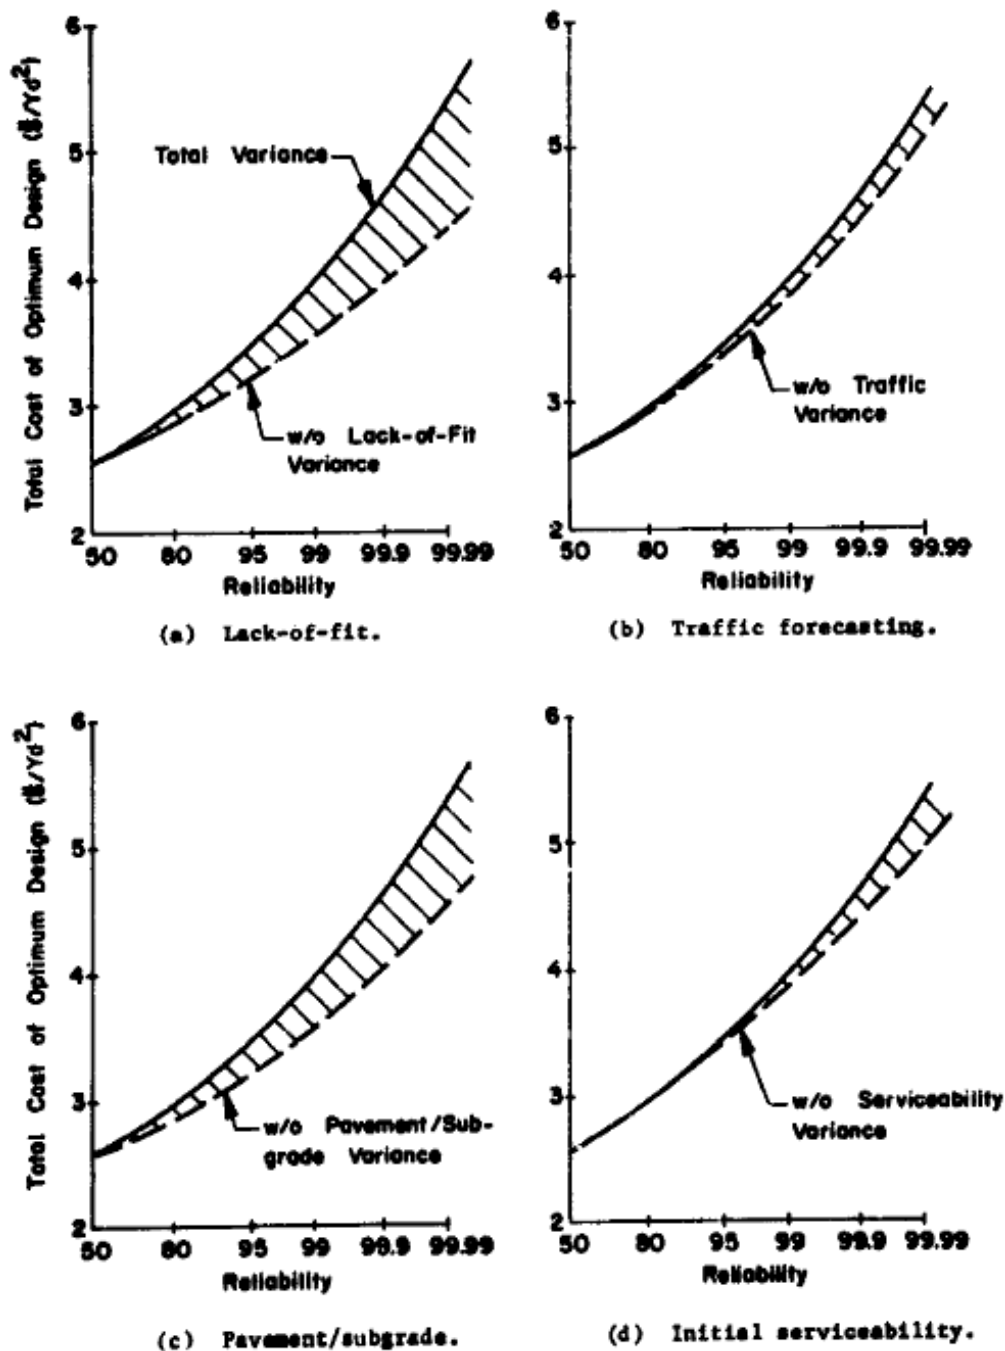 Total Cost of Optimum Design ($/Yd2)
6
5
4
3
2
Total Variance
w/o Lack-of-Fit
Variance
50 80 95 99 99.9 99.99
Reliability
(a) Lack-of-fit.
6
5
4
3
2
w/o Traffic
Variance
50 80 95 99 99.9 99.99
Reliability
(b) Traffic forecasting.
Total Cost of Optimum Design ($/Yd2)
6
5
4
3
2
w/o Pavement/Sub-
grade Variance
50 80 95 99 99.9 99.99
Reliability
(c) Pavement/subgrade.
6
5
4
3
2
w/o Serviceability
Variance
50 80 95 99 99.9 99.99
Reliability
(d) Initial serviceability.